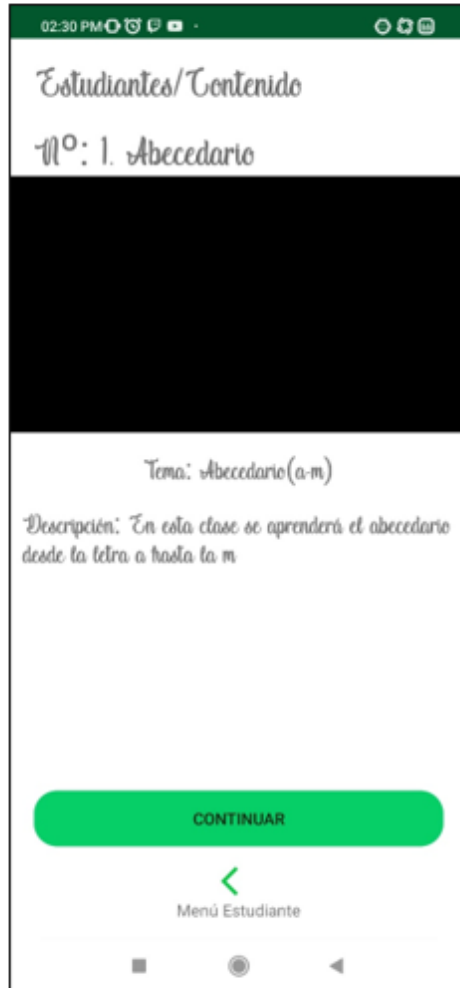 02:30 PM
Estudiantes/Contenido
Nº: 1. Abecedario
Tema: Abecedario(a-m)
Descripción: En esta clase se aprenderá el abecedario
desde la letra a hasta la m
CONTINUAR
Menú Estudiante